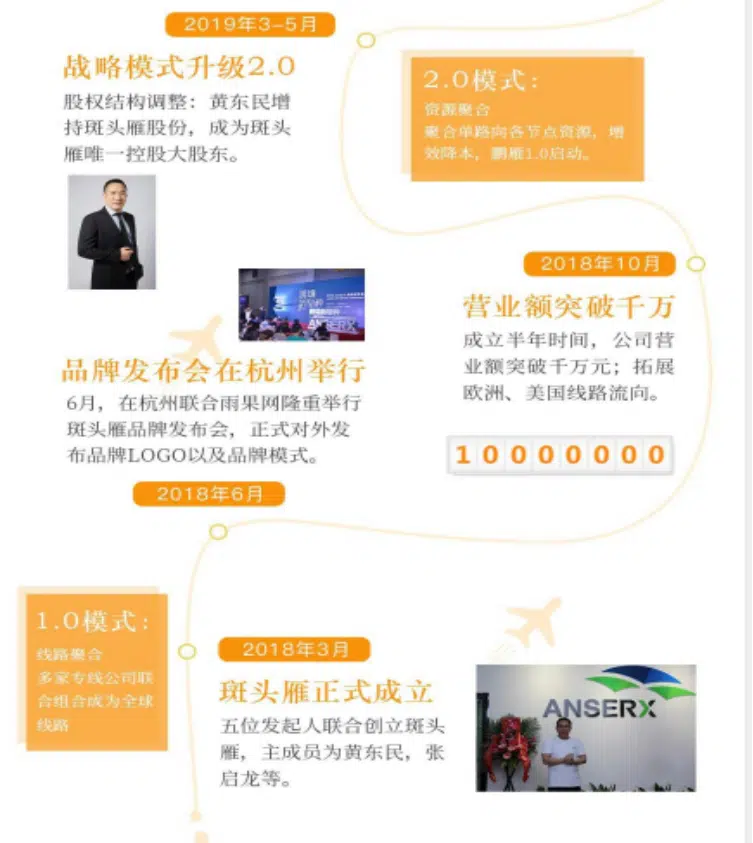 2019年3-5月
战略模式升级2.0
股权结构调整：黄东民增
持斑头雁股份，成为斑头
雁唯一控股大股东。
2.0模式：
资源聚合
聚合单路向各节点资源，增
效降本，鹏雁1.0启动。
2018年10月
营业额突破千万
成立半年时间，公司营
业额突破千万元；拓展
欧洲、美国线路流向。
10000000
ANSERX
品牌发布会在杭州举行
6月，在杭州联合雨果网隆重举行
斑头雁品牌发布会，正式对外发
布品牌LOGO以及品牌模式。
2018年6月
1.0模式：
线路聚合
多家专线公司联
合组合成为全球
线路
2018年3月
斑头雁正式成立
五位发起人联合创立斑头
雁，主成员为黄东民，张
启龙等。
ANSERX